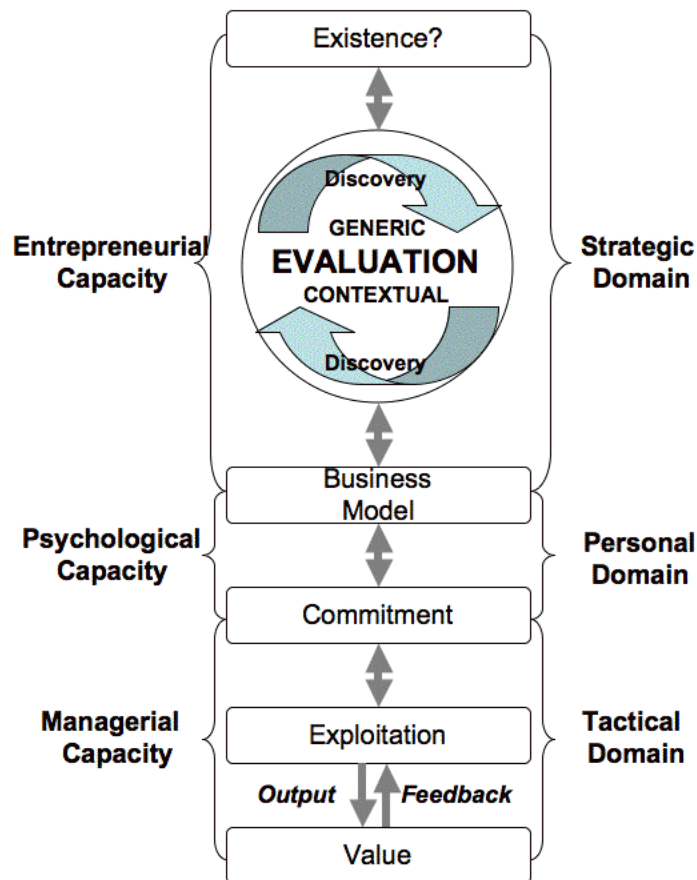 Existence?
Discovery
GENERIC
EVALUATION
CONTEXTUAL
Discovery
Entrepreneurial
Capacity
Strategic
Domain
Business
Model
Psychological
Capacity
Personal
Domain
Commitment
Managerial
Capacity
Exploitation
Tactical
Domain
Output
Feedback
Value